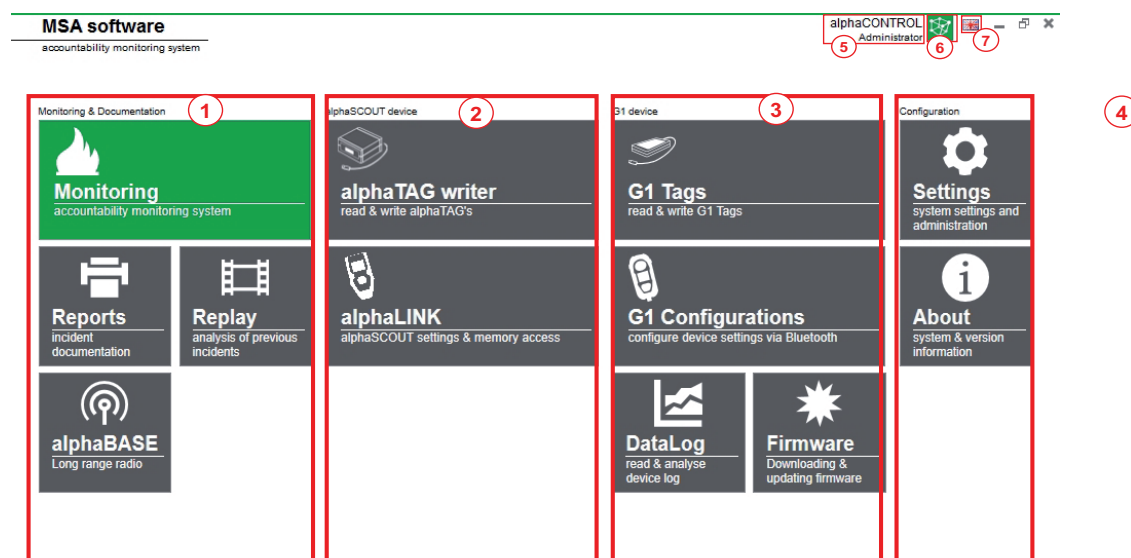 MSA software
accountability monitoring system
alphaCONTROL
Administrator
5
6
7
Monitoring & Documentation
1
alphaSCOUT device
2
G1 device
3
Configuration
4
Monitoring
accountability monitoring system
alphaTAG writer
read & write alphaTAG's
G1 Tags
read & write G1 Tags
Settings
system settings and
administration
Reports
incident
documentation
Replay
analysis of previous
incidents
alphaLINK
alphaSCOUT settings & memory access
G1 Configurations
configure device settings via Bluetooth
About
system & version
information
alphaBASE
Long range radio
DataLog
read & analyse
device log
Firmware
Downloading &
updating firmware